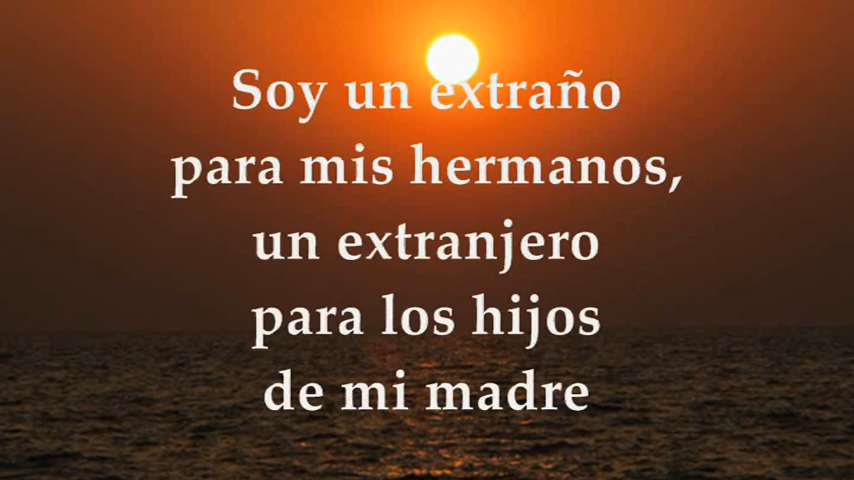 Soy un extraño
para mis hermanos,
un extranjero
para los hijos
de mi madre